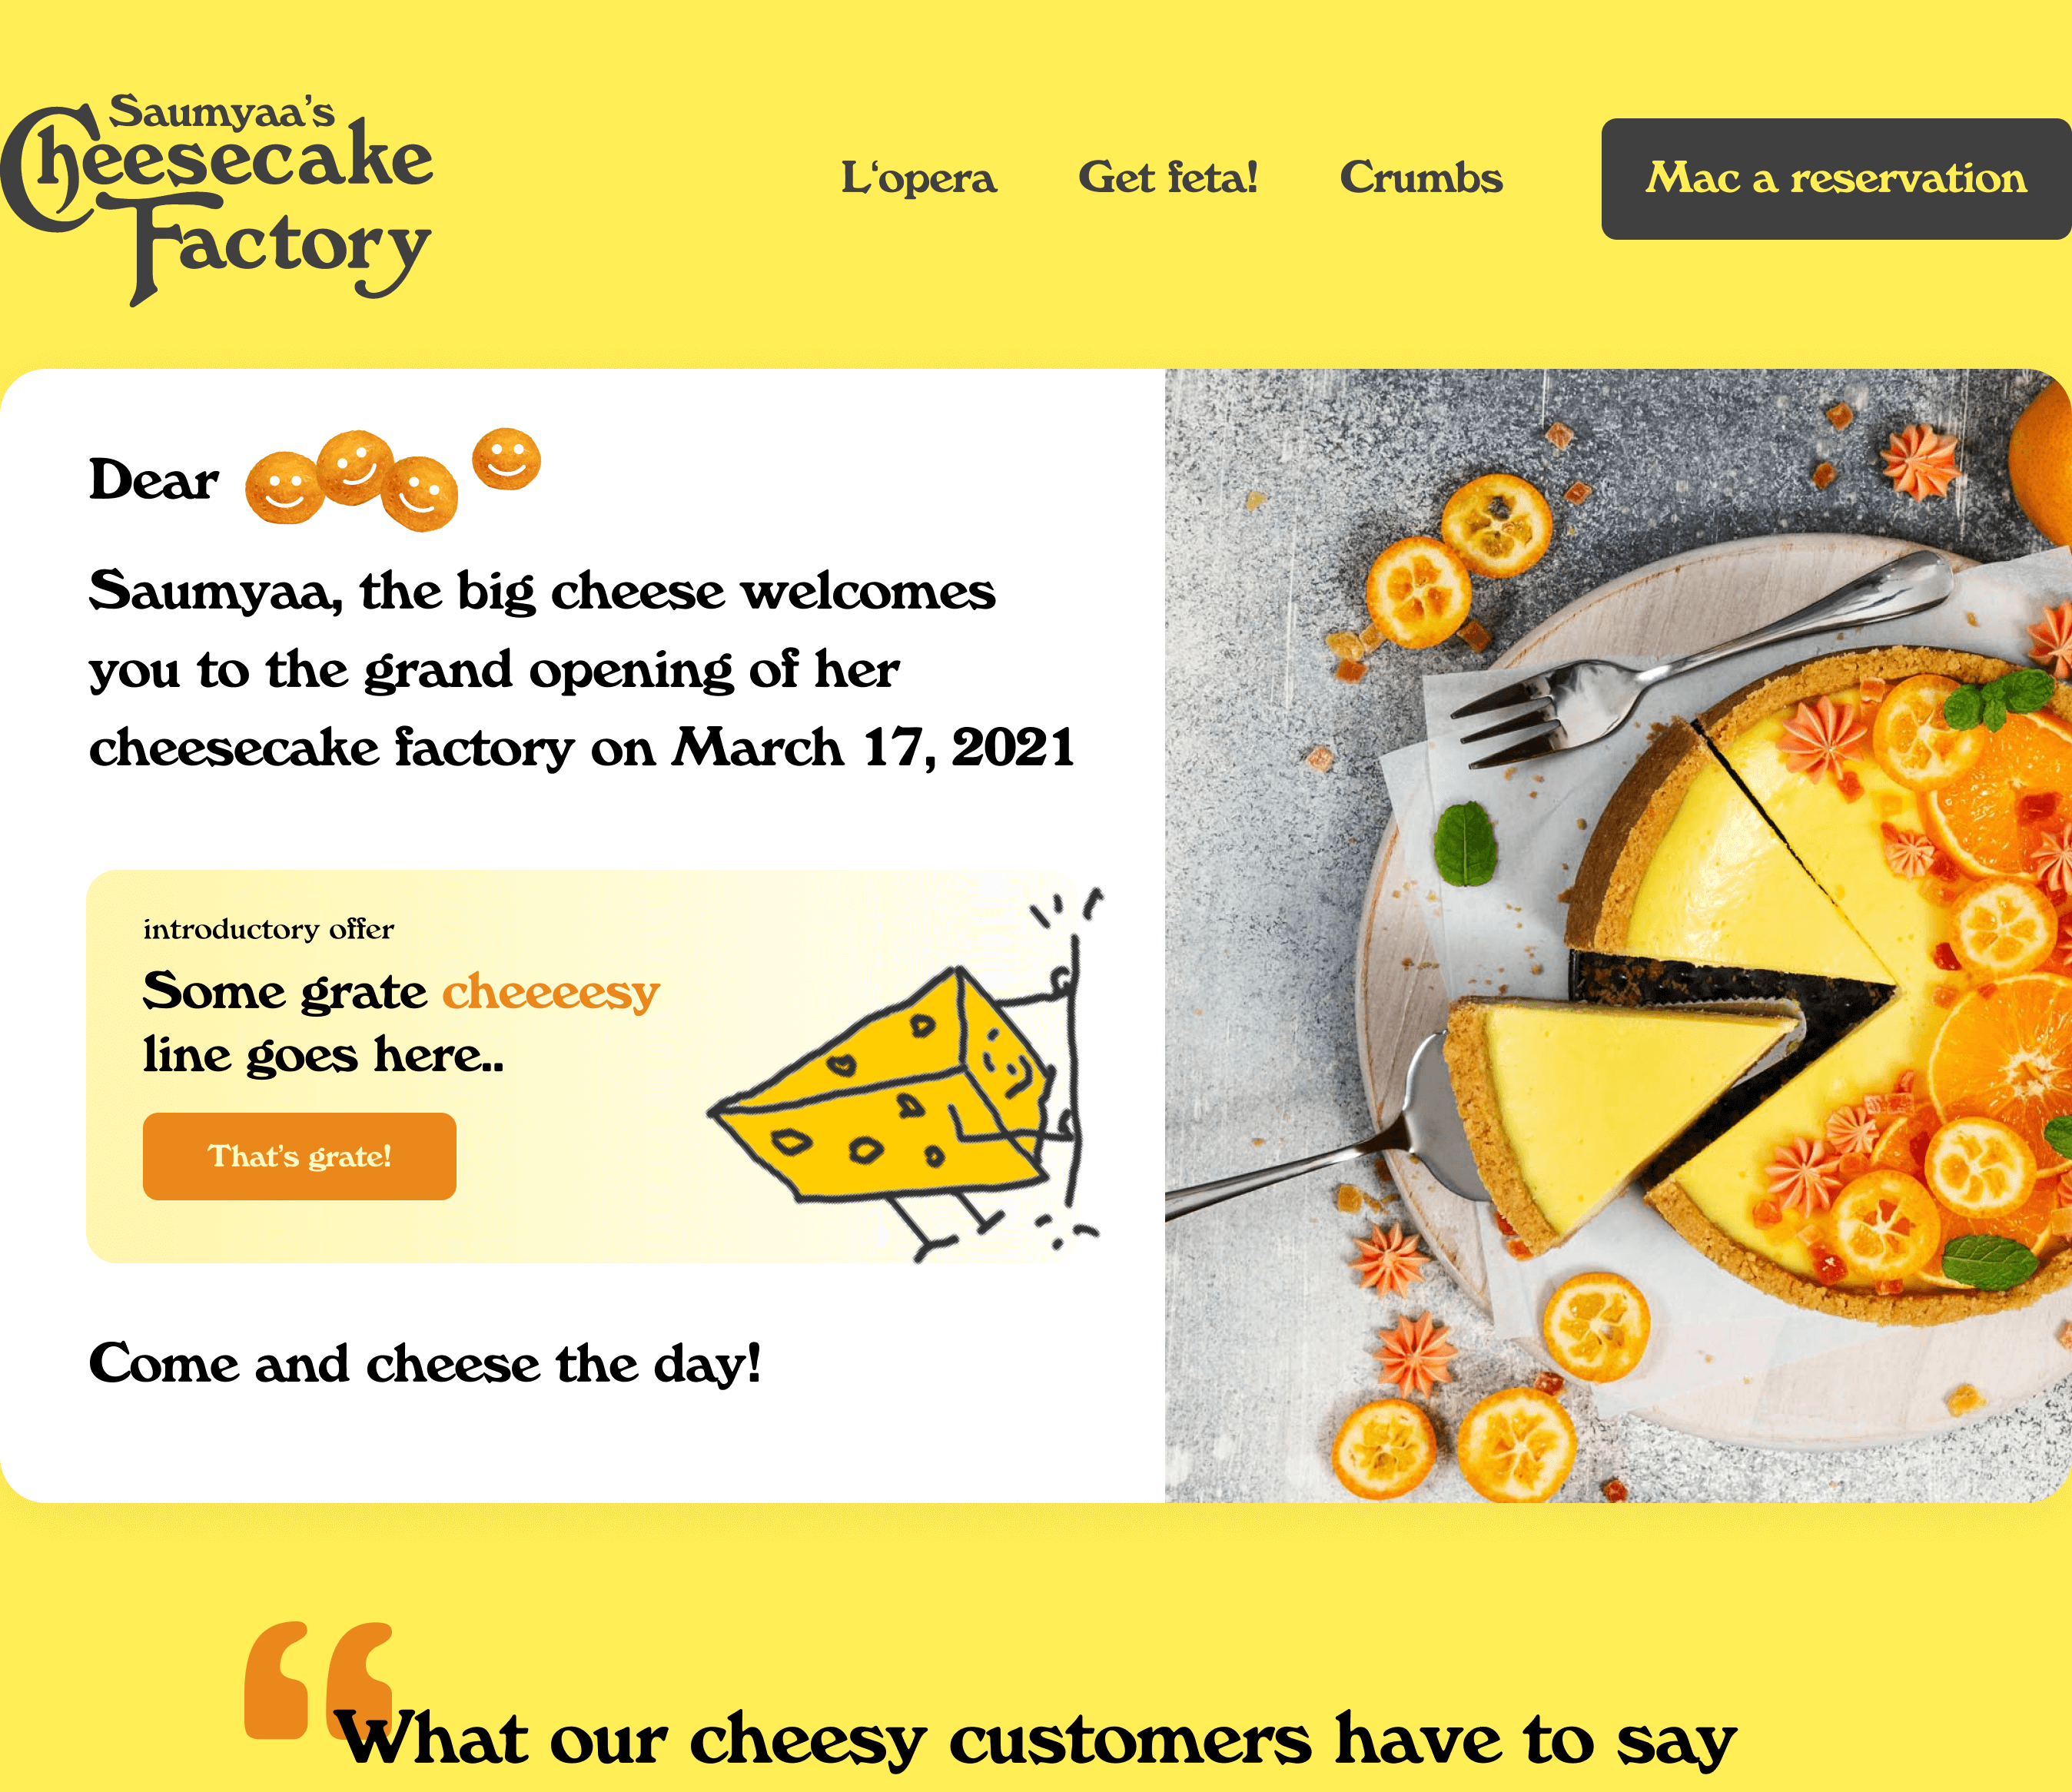 Saumyaa's
Cheesecake
Factory
L‘opera
Get feta!
Crumbs
Mac a reservation
Dear
Saumyaa, the big cheese welcomes
you to the grand opening of her
cheesecake factory on March 17, 2021
introductory offer
Some grate cheeeesy
line goes here..
That's grate!
Come and cheese the day!
“
What our cheesy customers have to say